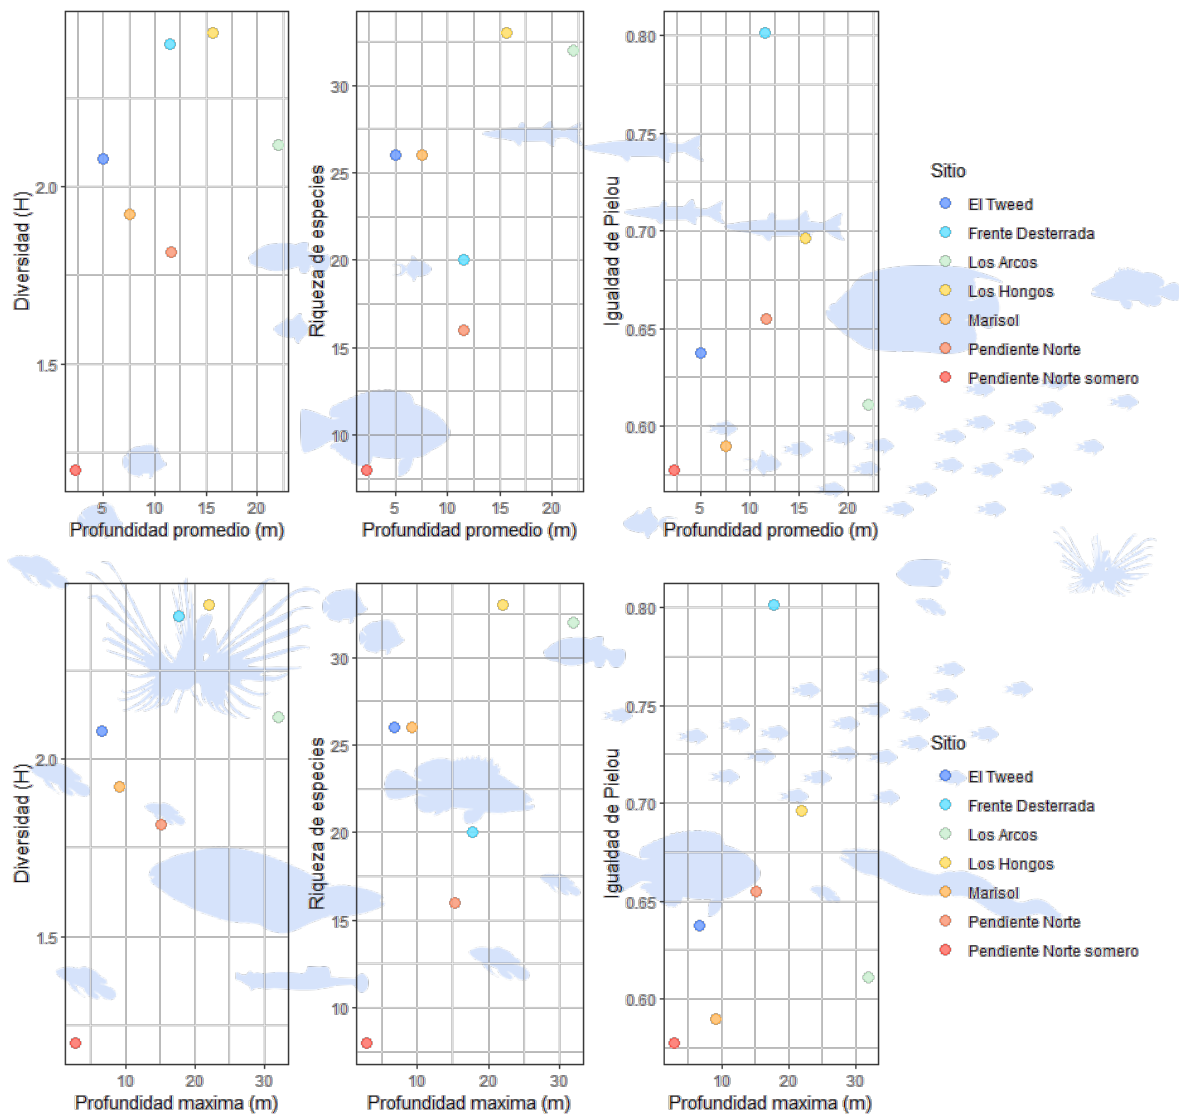 Diversidad (H)
2.0
1.5
5 10 15 20
Profundidad promedio (m)
Riqueza de especies
30
25
20
15
10
5 10 15 20
Profundidad promedio (m)
Igualdad de Pielou
0.80
0.75
0.70
0.65
0.60
5 10 15 20
Profundidad promedio (m)
Sitio
El Tweed
Frente Desterrada
Los Arcos
Los Hongos
Marisol
Pendiente Norte
Pendiente Norte somero
Diversidad (H)
2.0
1.5
10 20 30
Profundidad maxima (m)
Riqueza de especies
30
25
20
15
10
10 20 30
Profundidad maxima (m)
Igualdad de Pielou
0.80
0.75
0.70
0.65
0.60
10 20 30
Profundidad maxima (m)
Sitio
El Tweed
Frente Desterrada
Los Arcos
Los Hongos
Marisol
Pendiente Norte
Pendiente Norte somero